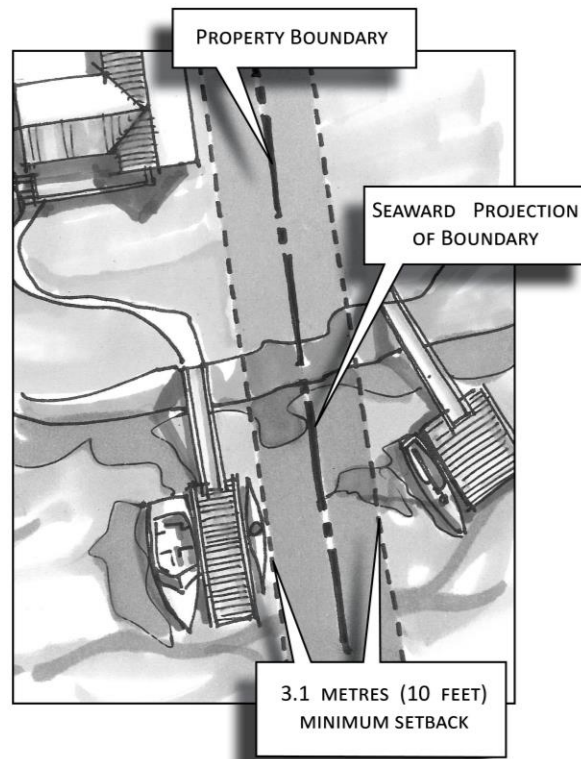 PROPERTY BOUNDARY
SEAWARD PROJECTION
OF BOUNDARY
3.1 METRES (10 FEET)
MINIMUM SETBACK